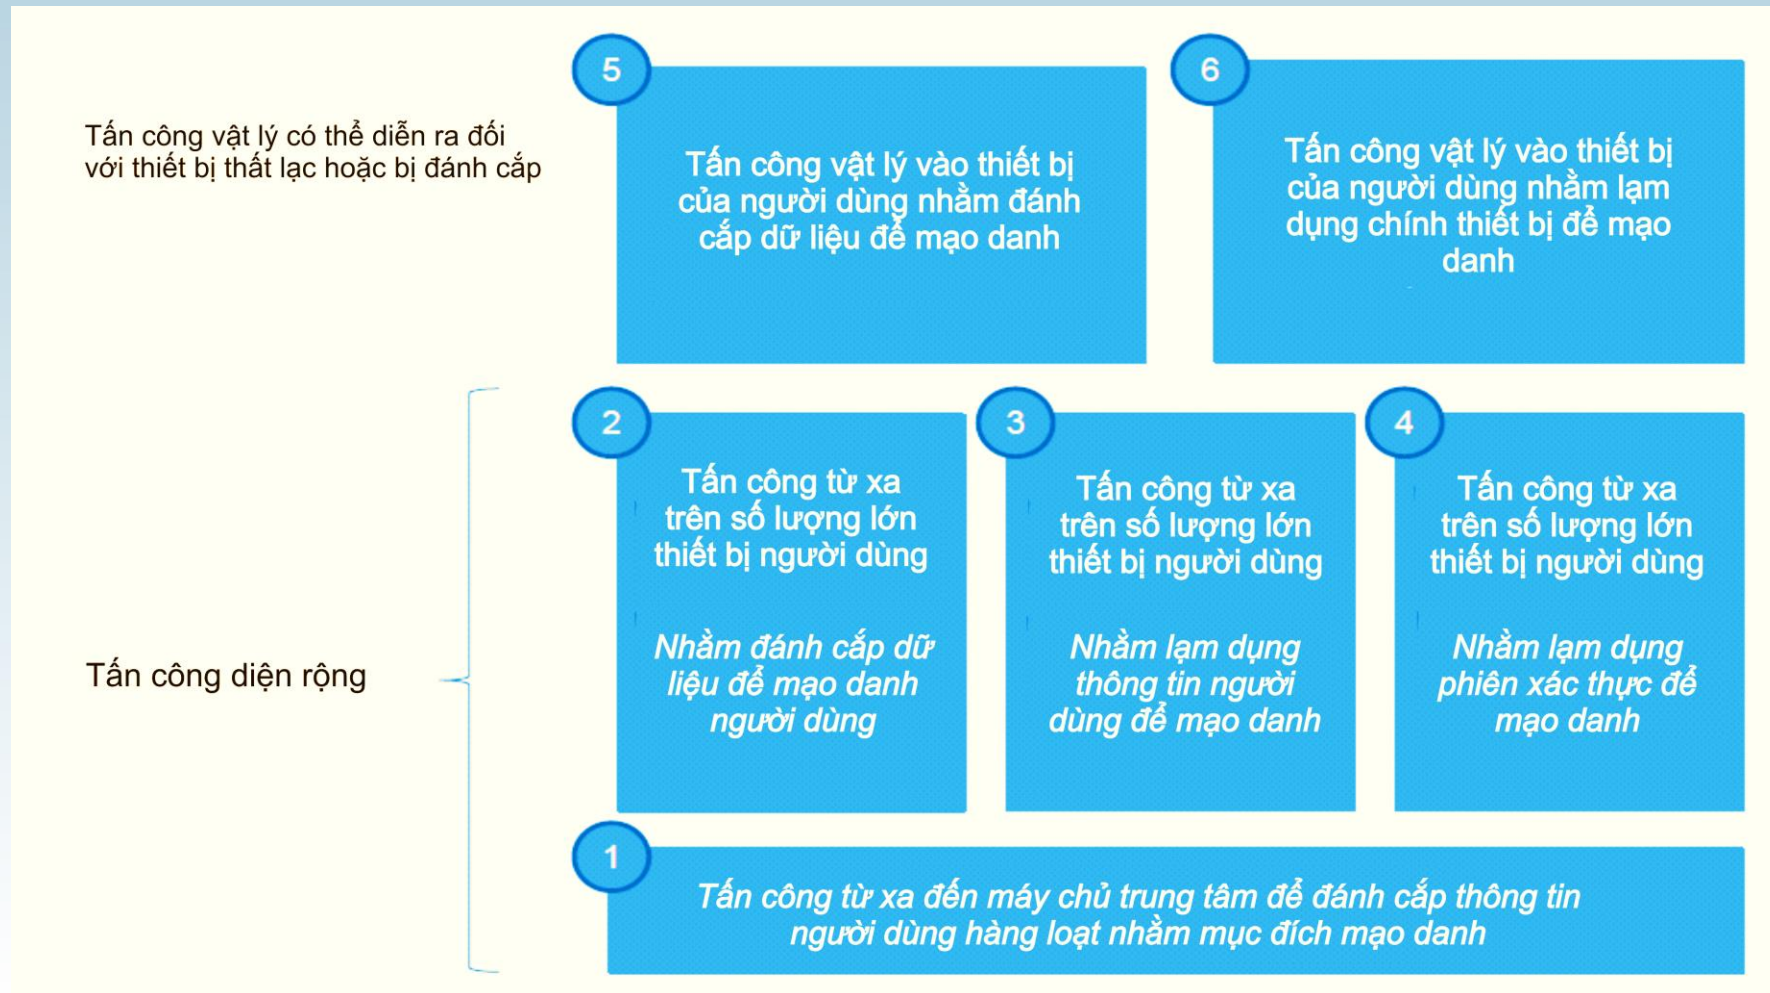 Tấn công vật lý có thể diễn ra đối
với thiết bị thất lạc hoặc bị đánh cắp
5
Tấn công vật lý vào thiết bị
của người dùng nhằm đánh
cắp dữ liệu để mạo danh
6
Tấn công vật lý vào thiết bị
của người dùng nhằm lạm
dụng chính thiết bị để mạo
danh
Tấn công diện rộng
2
Tấn công từ xa
trên số lượng lớn
thiết bị người dùng
Nhằm đánh cắp dữ
liệu để mạo danh
người dùng
3
Tấn công từ xa
trên số lượng lớn
thiết bị người dùng
Nhằm lạm dụng
thông tin người
dùng để mạo danh
4
Tấn công từ xa
trên số lượng lớn
thiết bị người dùng
Nhằm lạm dụng
phiên xác thực để
mạo danh
1
Tấn công từ xa đến máy chủ trung tâm để đánh cắp thông tin
người dùng hàng loạt nhằm mục đích mạo danh